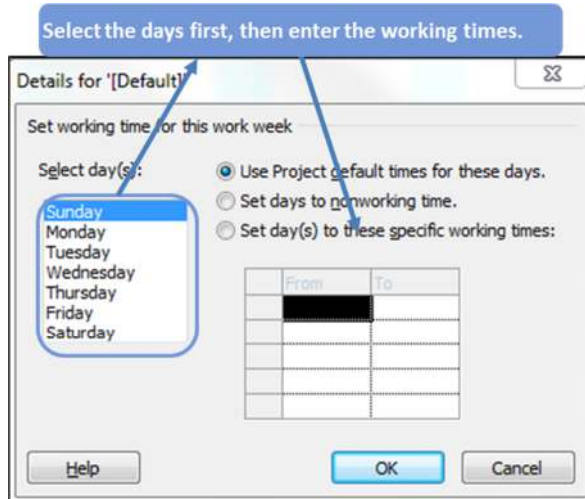 Select the days first, then enter the working times.
Details for '[Default]'
Set working time for this work week
Select day(s):
Use Project default times for these days.
Set days to nonworking time.
Set day(s) to these specific working times:
Sunday
Monday
Tuesday
Wednesday
Thursday
Friday
Saturday
From To
Help OK Cancel